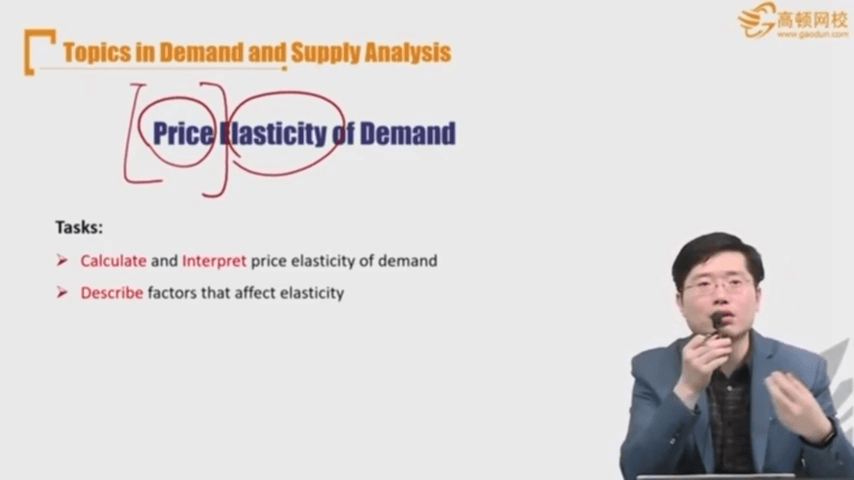 高顿网校
www.gaodun.com
Topics in Demand and Supply Analysis
Price Elasticity of Demand
Tasks:
Calculate and Interpret price elasticity of demand
Describe factors that affect elasticity